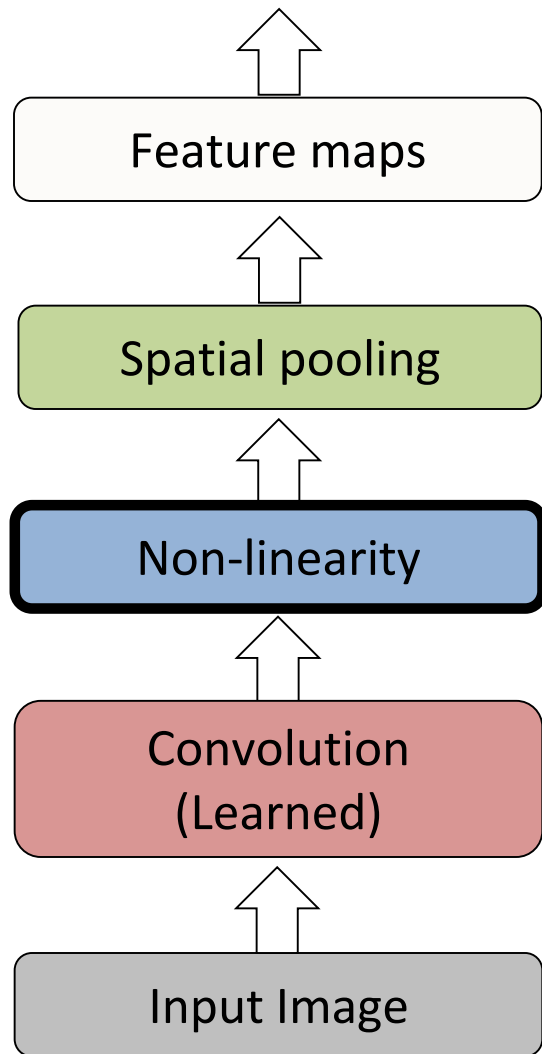 Feature maps
Spatial pooling
Non-linearity
Convolution
(Learned)
Input Image